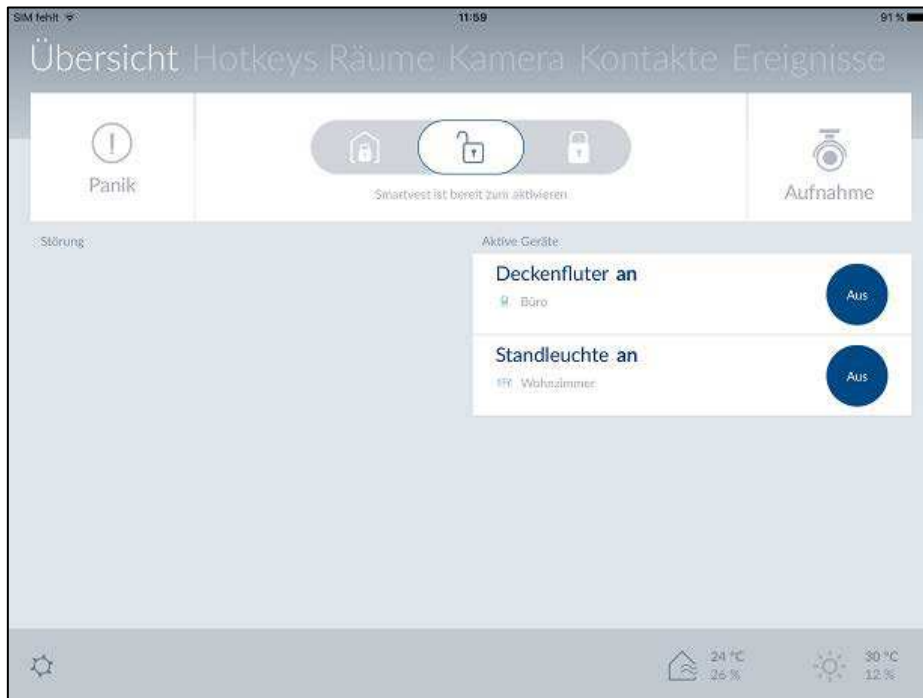 SIM fehlt 11:59 91 %
Übersicht Hotkeys Räume Kamera Kontakte Ereignisse
Panik
Smartvest ist bereit zum aktivieren
Aufnahme
Störung
Aktive Geräte
Deckenfluter an
Büro
Aus
Standleuchte an
Wohnzimmer
Aus
24 °C
26 %
30 °C
12 %